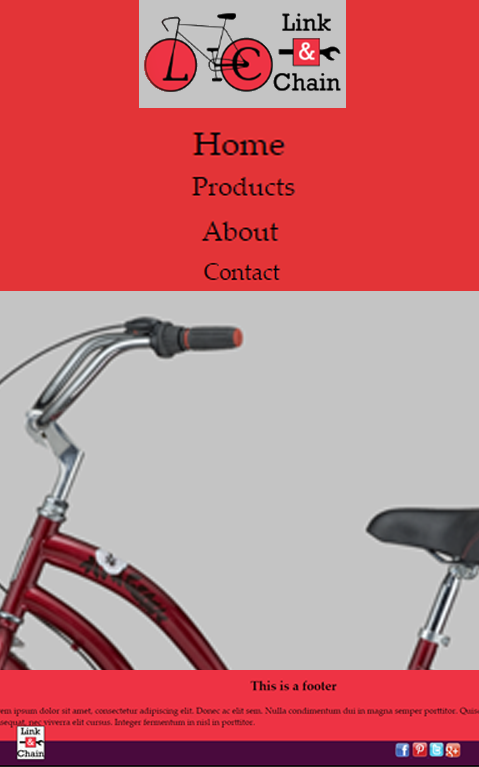 L C
Link
&
Chain
Home
Products
About
Contact
This is a footer
em ipsum dolor sit amet, consectetur adipiscing elit. Donec ac elit sem. Nulla condimentum dui in magna semper porttitor. Quis
sequat, nec viverra elit cursus. Integer fermentum in nisl in porttitor.
Link
&
Chain